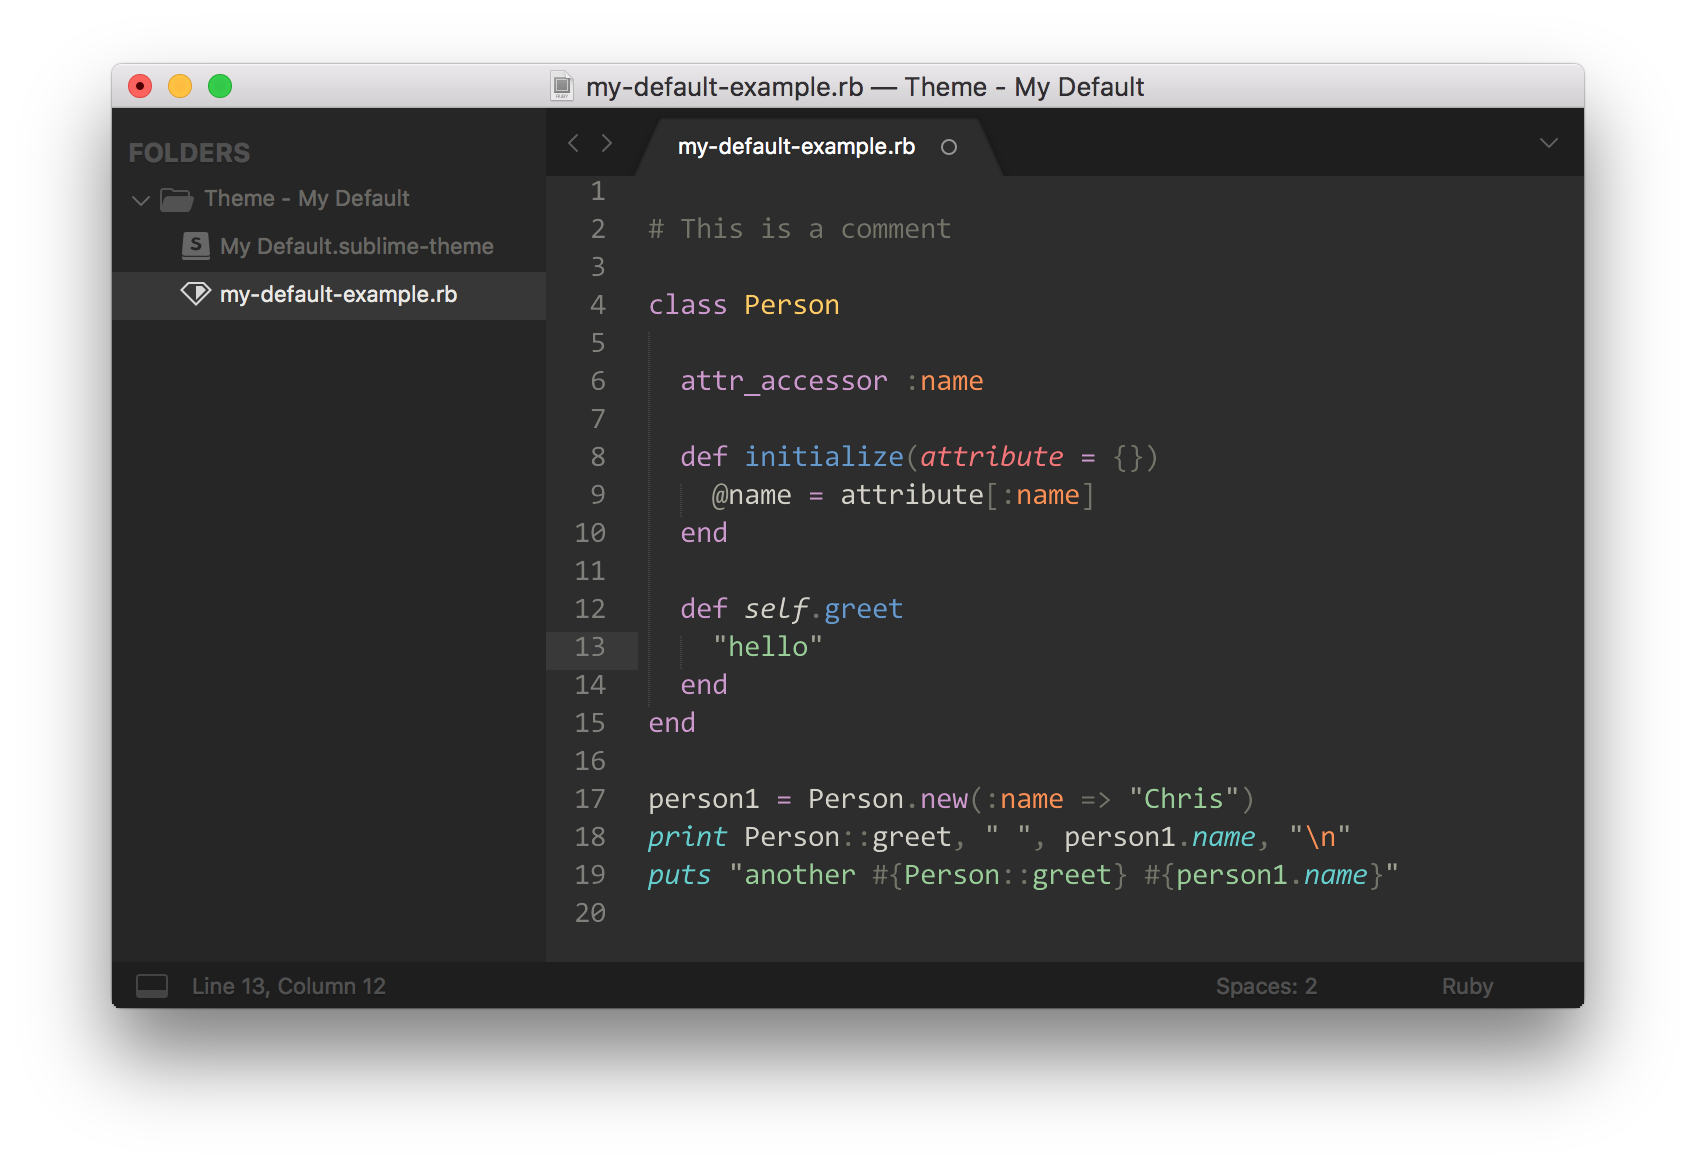 my-default-example.rb — Theme - My Default
FOLDERS
Theme - My Default
My Default.sublime-theme
my-default-example.rb
my-default-example.rb
1
2 # This is a comment
3
4 class Person
5
6 attr_accessor :name
7
8 def initialize(attribute = {})
9 @name = attribute[:name]
10 end
11
12 def self.greet
13 "hello"
14 end
15 end
16
17 person1 = Person.new(:name => "Chris")
18 print Person::greet, " ", person1.name, "\n"
19 puts "another #{Person::greet} #{person1.name}"
20
Line 13, Column 12
Spaces: 2
Ruby